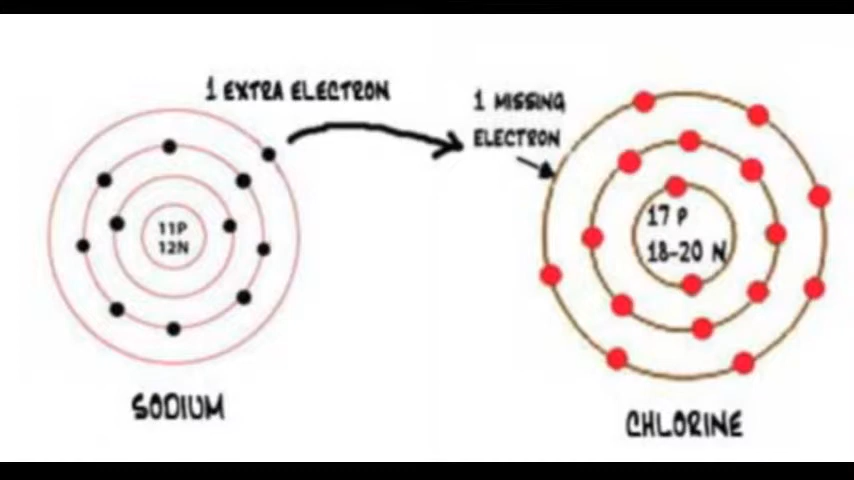 1 EXTRA ELECTRON
1 MISSING
ELECTRON
11P
12N
17 P
18-20 N
SODIUM
CHLORINE